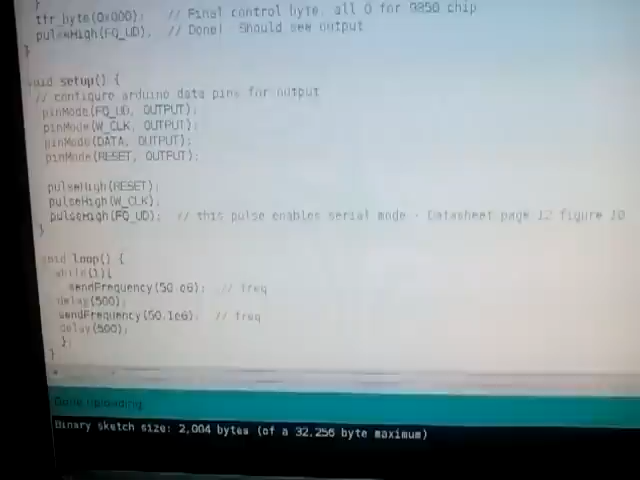 }
tfr_byte(0x000);   // Final control byte, all 0 for 9850 chip
pulseHigh(FQ_UD);  // Done!  Should see output
}
void setup() {
// configure arduino data pins for output
pinMode(FQ_UD, OUTPUT);
pinMode(W_CLK, OUTPUT);
pinMode(DATA, OUTPUT);
pinMode(RESET, OUTPUT);
pulseHigh(RESET);
pulseHigh(W_CLK);
pulseHigh(FQ_UD);  // this pulse enables serial mode - Datasheet page 12 figure 10
}
void loop() {
while(1){
sendFrequency(50.e6);  // freq
delay(500);
sendFrequency(50.1e6);  // freq
delay(500);
};
}
Done uploading.
Binary sketch size: 2,004 bytes (of a 32,256 byte maximum)